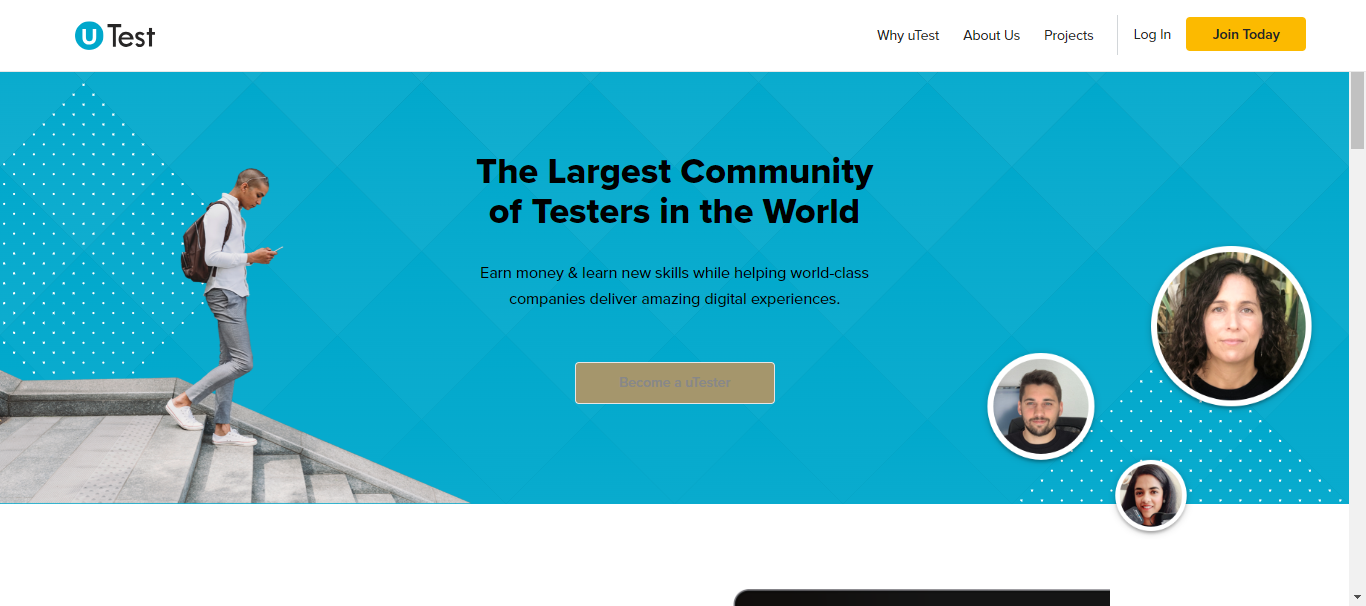 uTest
Why uTest
About Us
Projects
Log In
Join Today
The Largest Community
of Testers in the World
Earn money & learn new skills while helping world-class
companies deliver amazing digital experiences.
Become a uTester